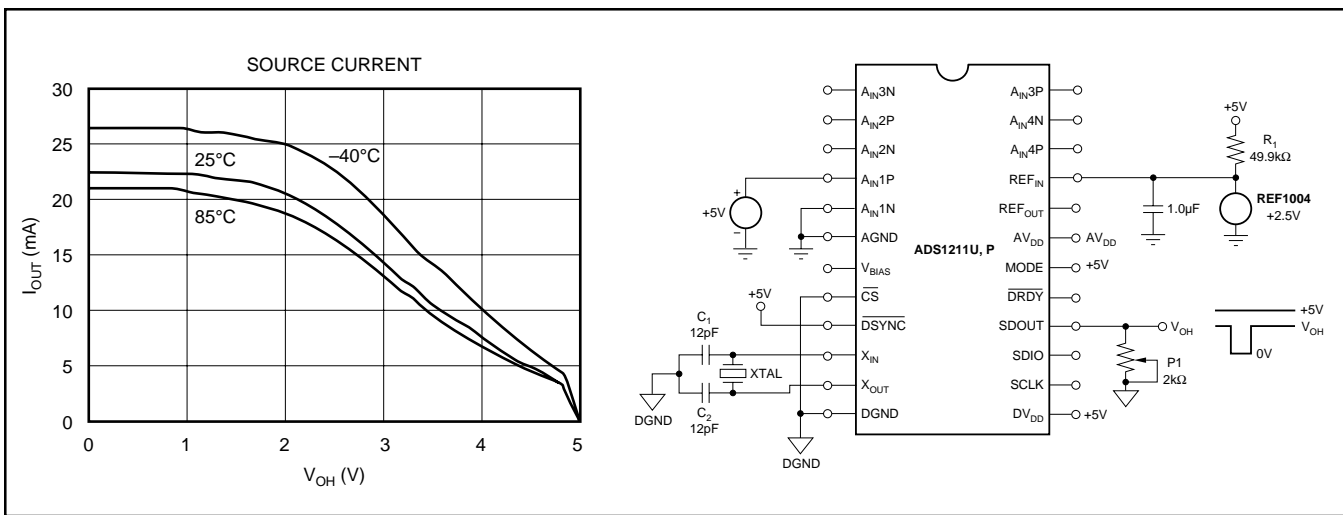 SOURCE CURRENT
30
25
20
15
10
5
0
I_OUT (mA)
–40°C
25°C
85°C
0 1 2 3 4 5
V_OH (V)
A_IN3N
A_IN2P
A_IN2N
A_IN1P
A_IN1N
AGND
V_BIAS
CS
DSYNC
X_IN
X_OUT
DGND
ADS1211U, P
A_IN3P
A_IN4N
A_IN4P
REF_IN
REF_OUT
AV_DD
MODE
DRDY
SDOUT
SDIO
SCLK
DV_DD
+
+5V
–
+5V
C_1
12pF
XTAL
C_2
12pF
DGND
DGND
+5V
R_1
49.9kΩ
1.0µF
REF1004
+2.5V
AV_DD
+5V
V_OH
P1
2kΩ
+5V
+5V
V_OH
0V